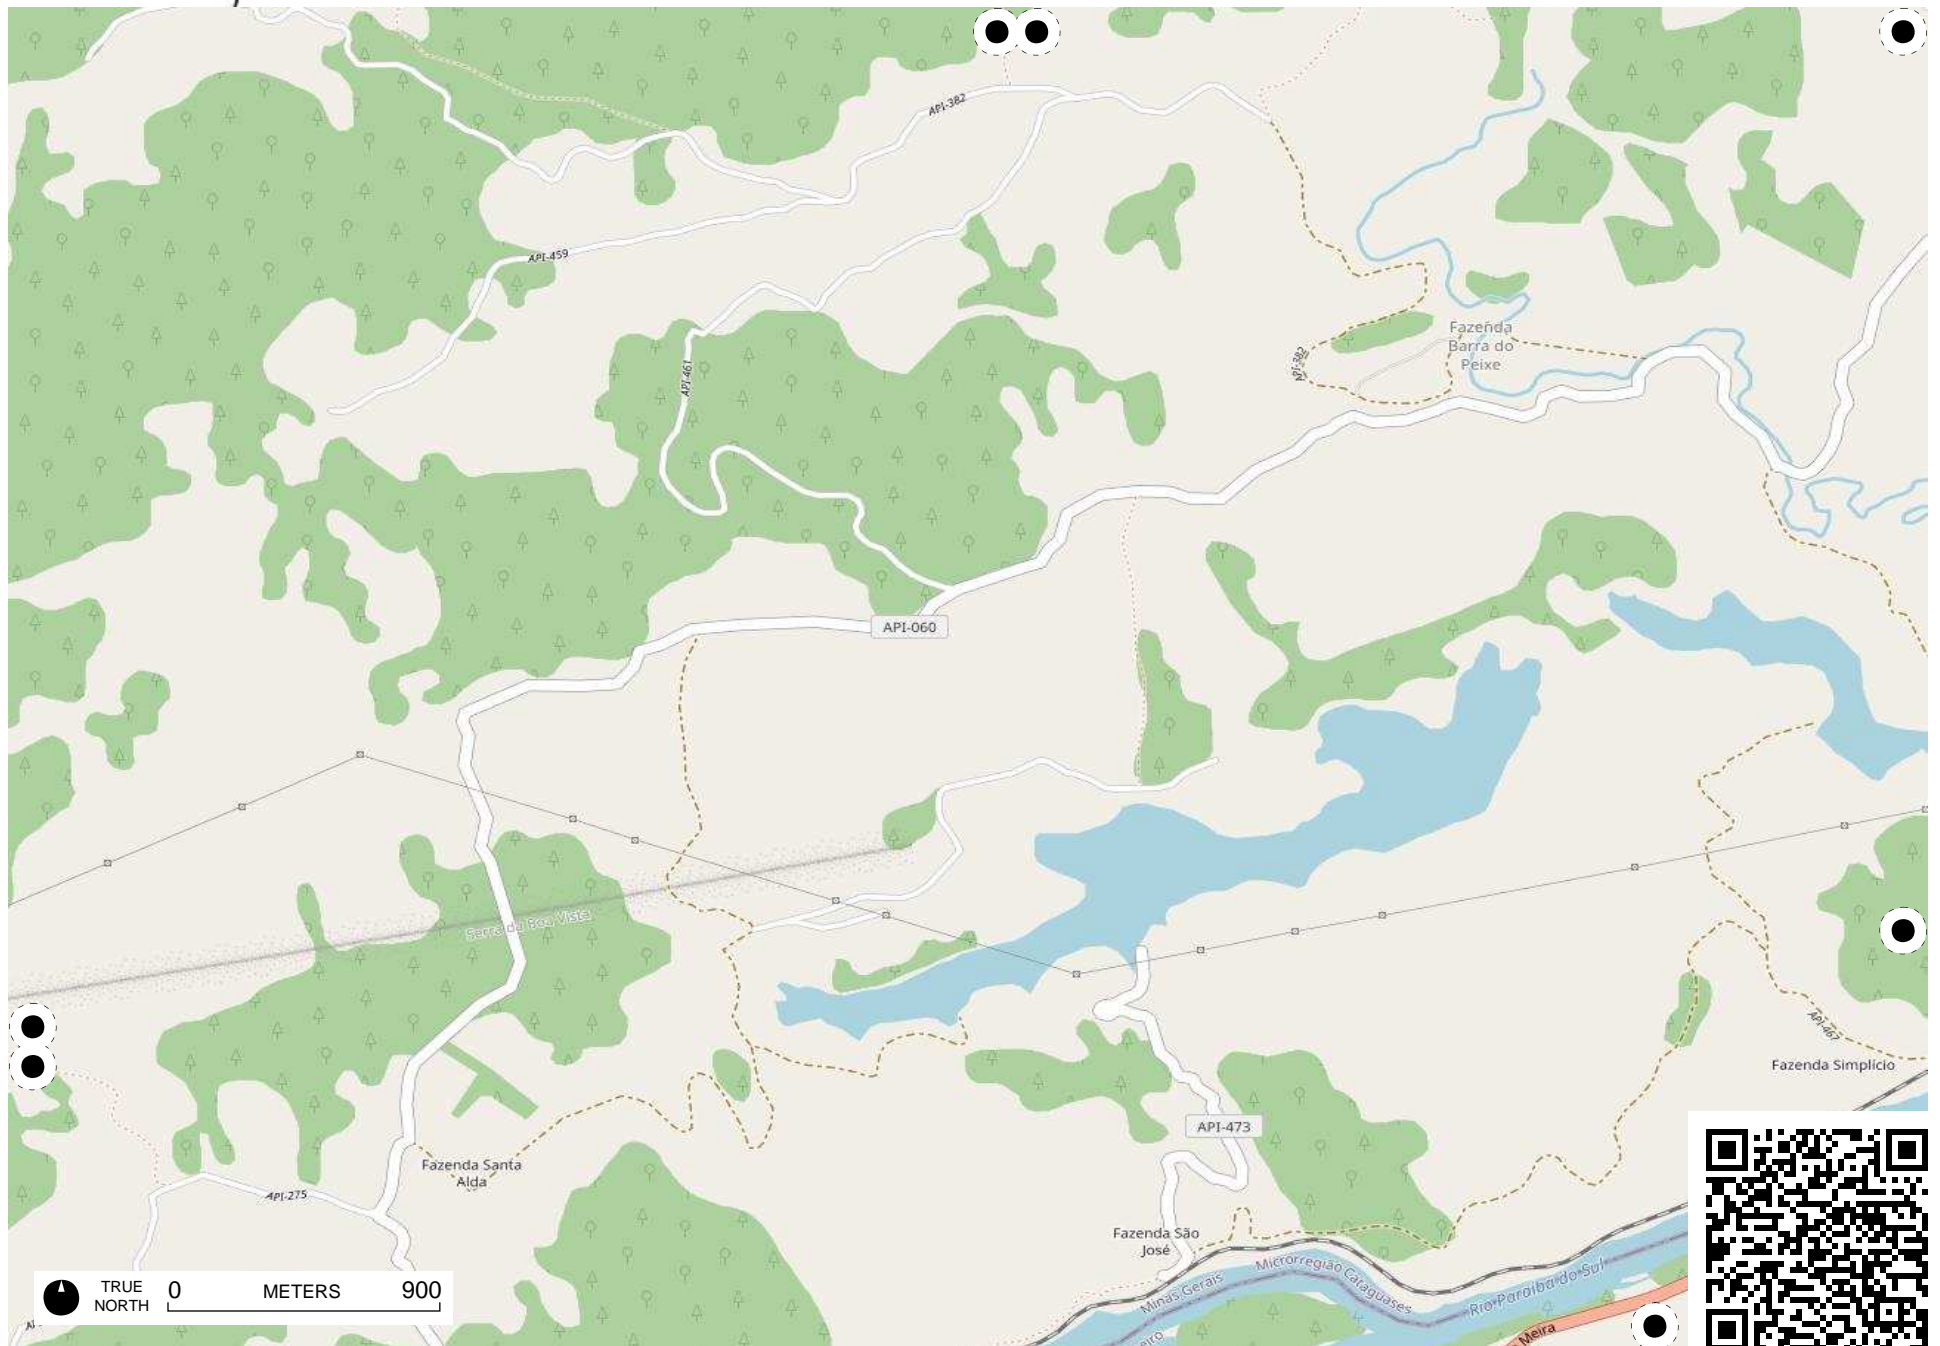 API-382
API-459
Fazenda
Barra do
Peixe
API-382
API-461
API-060
Serra da Boa Vista
API-467
Fazenda Simplício
API-473
Fazenda Santa
Alda
API-275
Fazenda São
José
Microrregião Cataguases
Minas Gerais
Rio Paraíba do Sul
TRUE
NORTH
0 METERS 900
Meira
eiro